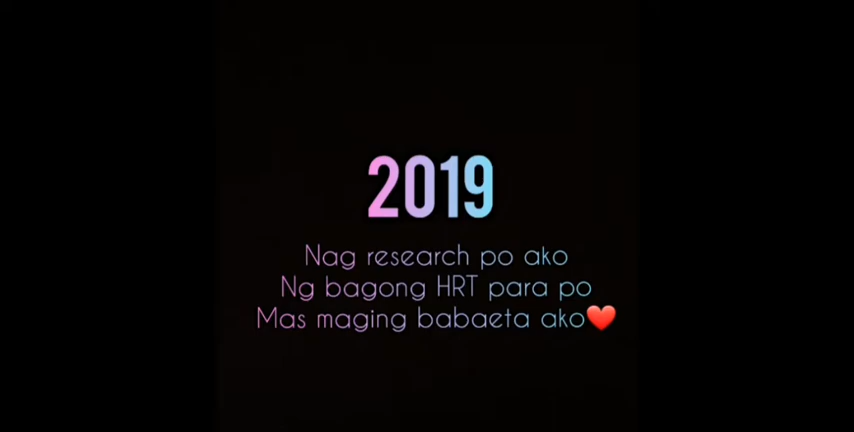 2019
Nag research po ako
Ng bagong HRT para po
Mas maging babaeta ako❤️